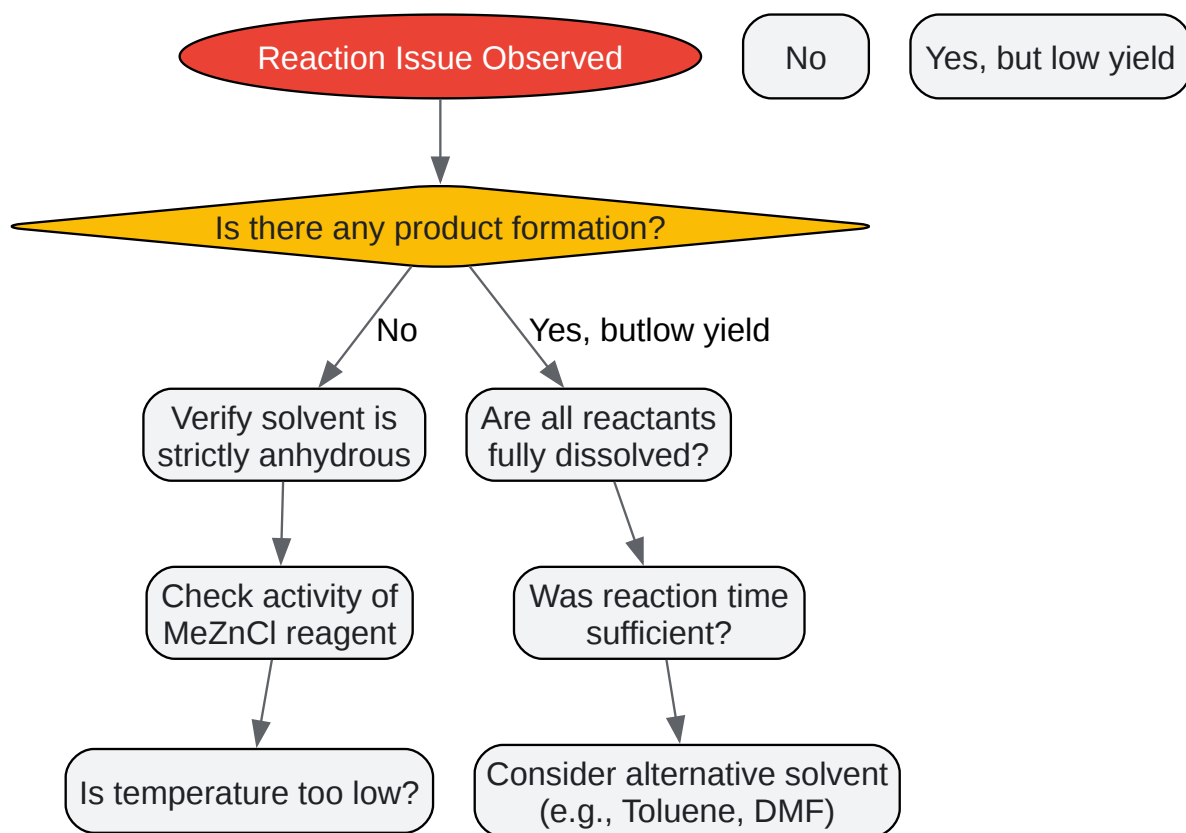 Reaction Issue Observed
No
Yes, but low yield
Is there any product formation?
No
Yes, butlow yield
Verify solvent is
strictly anhydrous
Are all reactants
fully dissolved?
Check activity of
MeZnCl reagent
Was reaction time
sufficient?
Is temperature too low?
Consider alternative solvent
(e.g., Toluene, DMF)